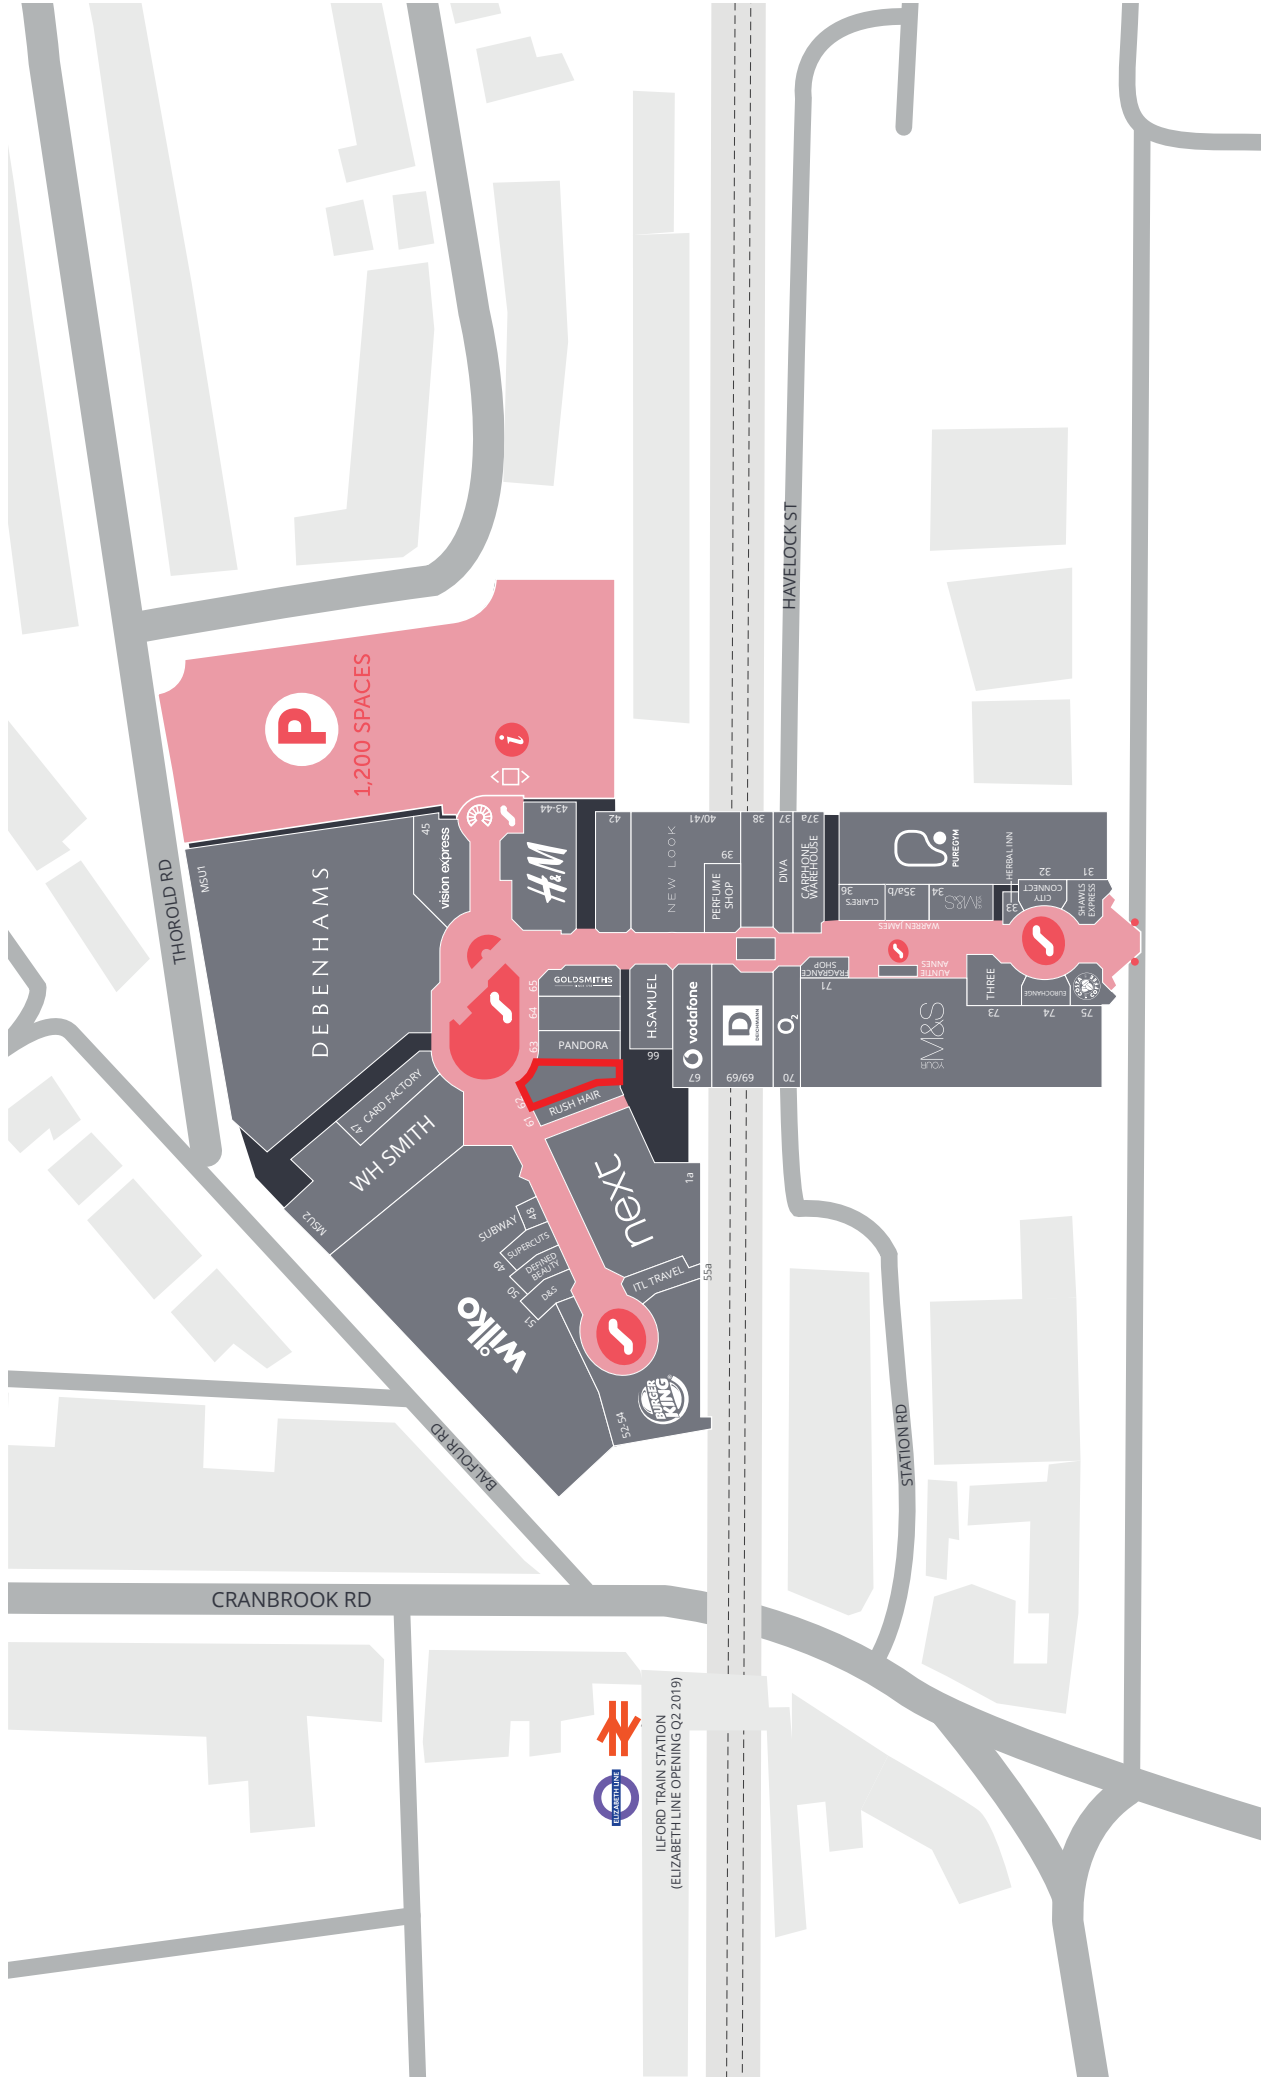 THOROLD RD
HAVELOCK ST
P
1,200 SPACES
i
MSU1
DEBENHAMS
45
vision express
43-44
H&M
42
NEW LOOK
40/41
39
PERFUME
SHOP
38
37
DIVA
37a
CARPHONE
WAREHOUSE
PUREGYM
HERBAL INN
36
CLAIRES
35a/b
34
M&S
33
32
CITY
CONNECT
31
SHAWLS
EXPRESS
WARREN JAMES
AUNTIE
ANNES
FRAGRANCE
SHOP
71
YOUR
M&S
THREE
73
EUROCHANGE
74
COSTA
COFFEE
75
65
GOLDSMITHS
64
63
PANDORA
62
61
RUSH HAIR
H.SAMUEL
66
vodafone
67
D
DEICHMANN
69/69
O2
70
47
CARD FACTORY
WH SMITH
MSU2
next
1a
SUBWAY
48
SUPERCUTS
49
DEFINED
BEAUTY
50
D&S
51
wilko
ITL TRAVEL
55a
BURGER
KING
52-54
BALFOUR RD
STATION RD
CRANBROOK RD
ELIZABETH LINE
ILFORD TRAIN STATION
(ELIZABETH LINE OPENING Q2 2019)